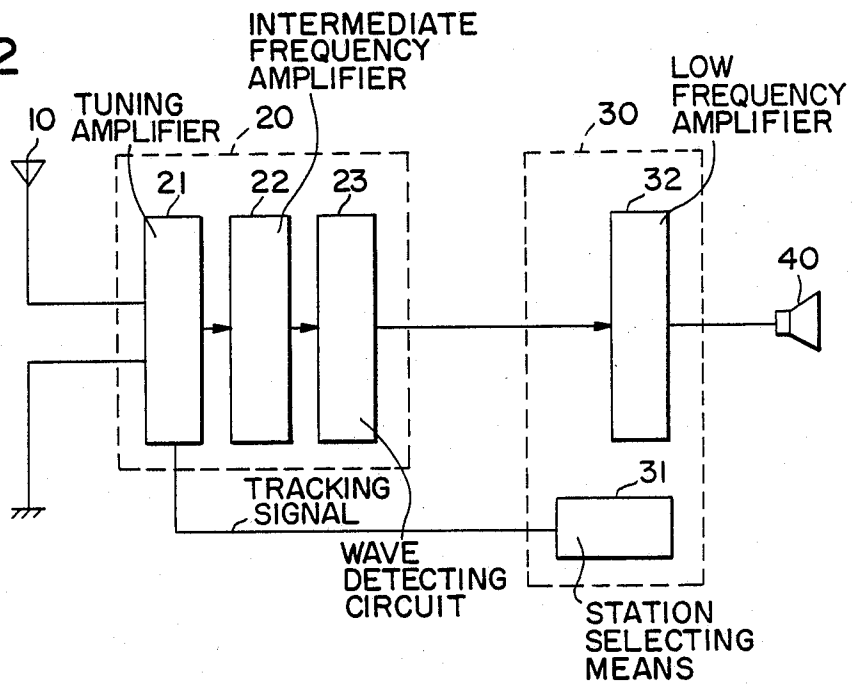 2
INTERMEDIATE
FREQUENCY
AMPLIFIER
TUNING
AMPLIFIER
LOW
FREQUENCY
AMPLIFIER
10
20
30
21
22
23
32
40
TRACKING
SIGNAL
31
WAVE
DETECTING
CIRCUIT
STATION
SELECTING
MEANS